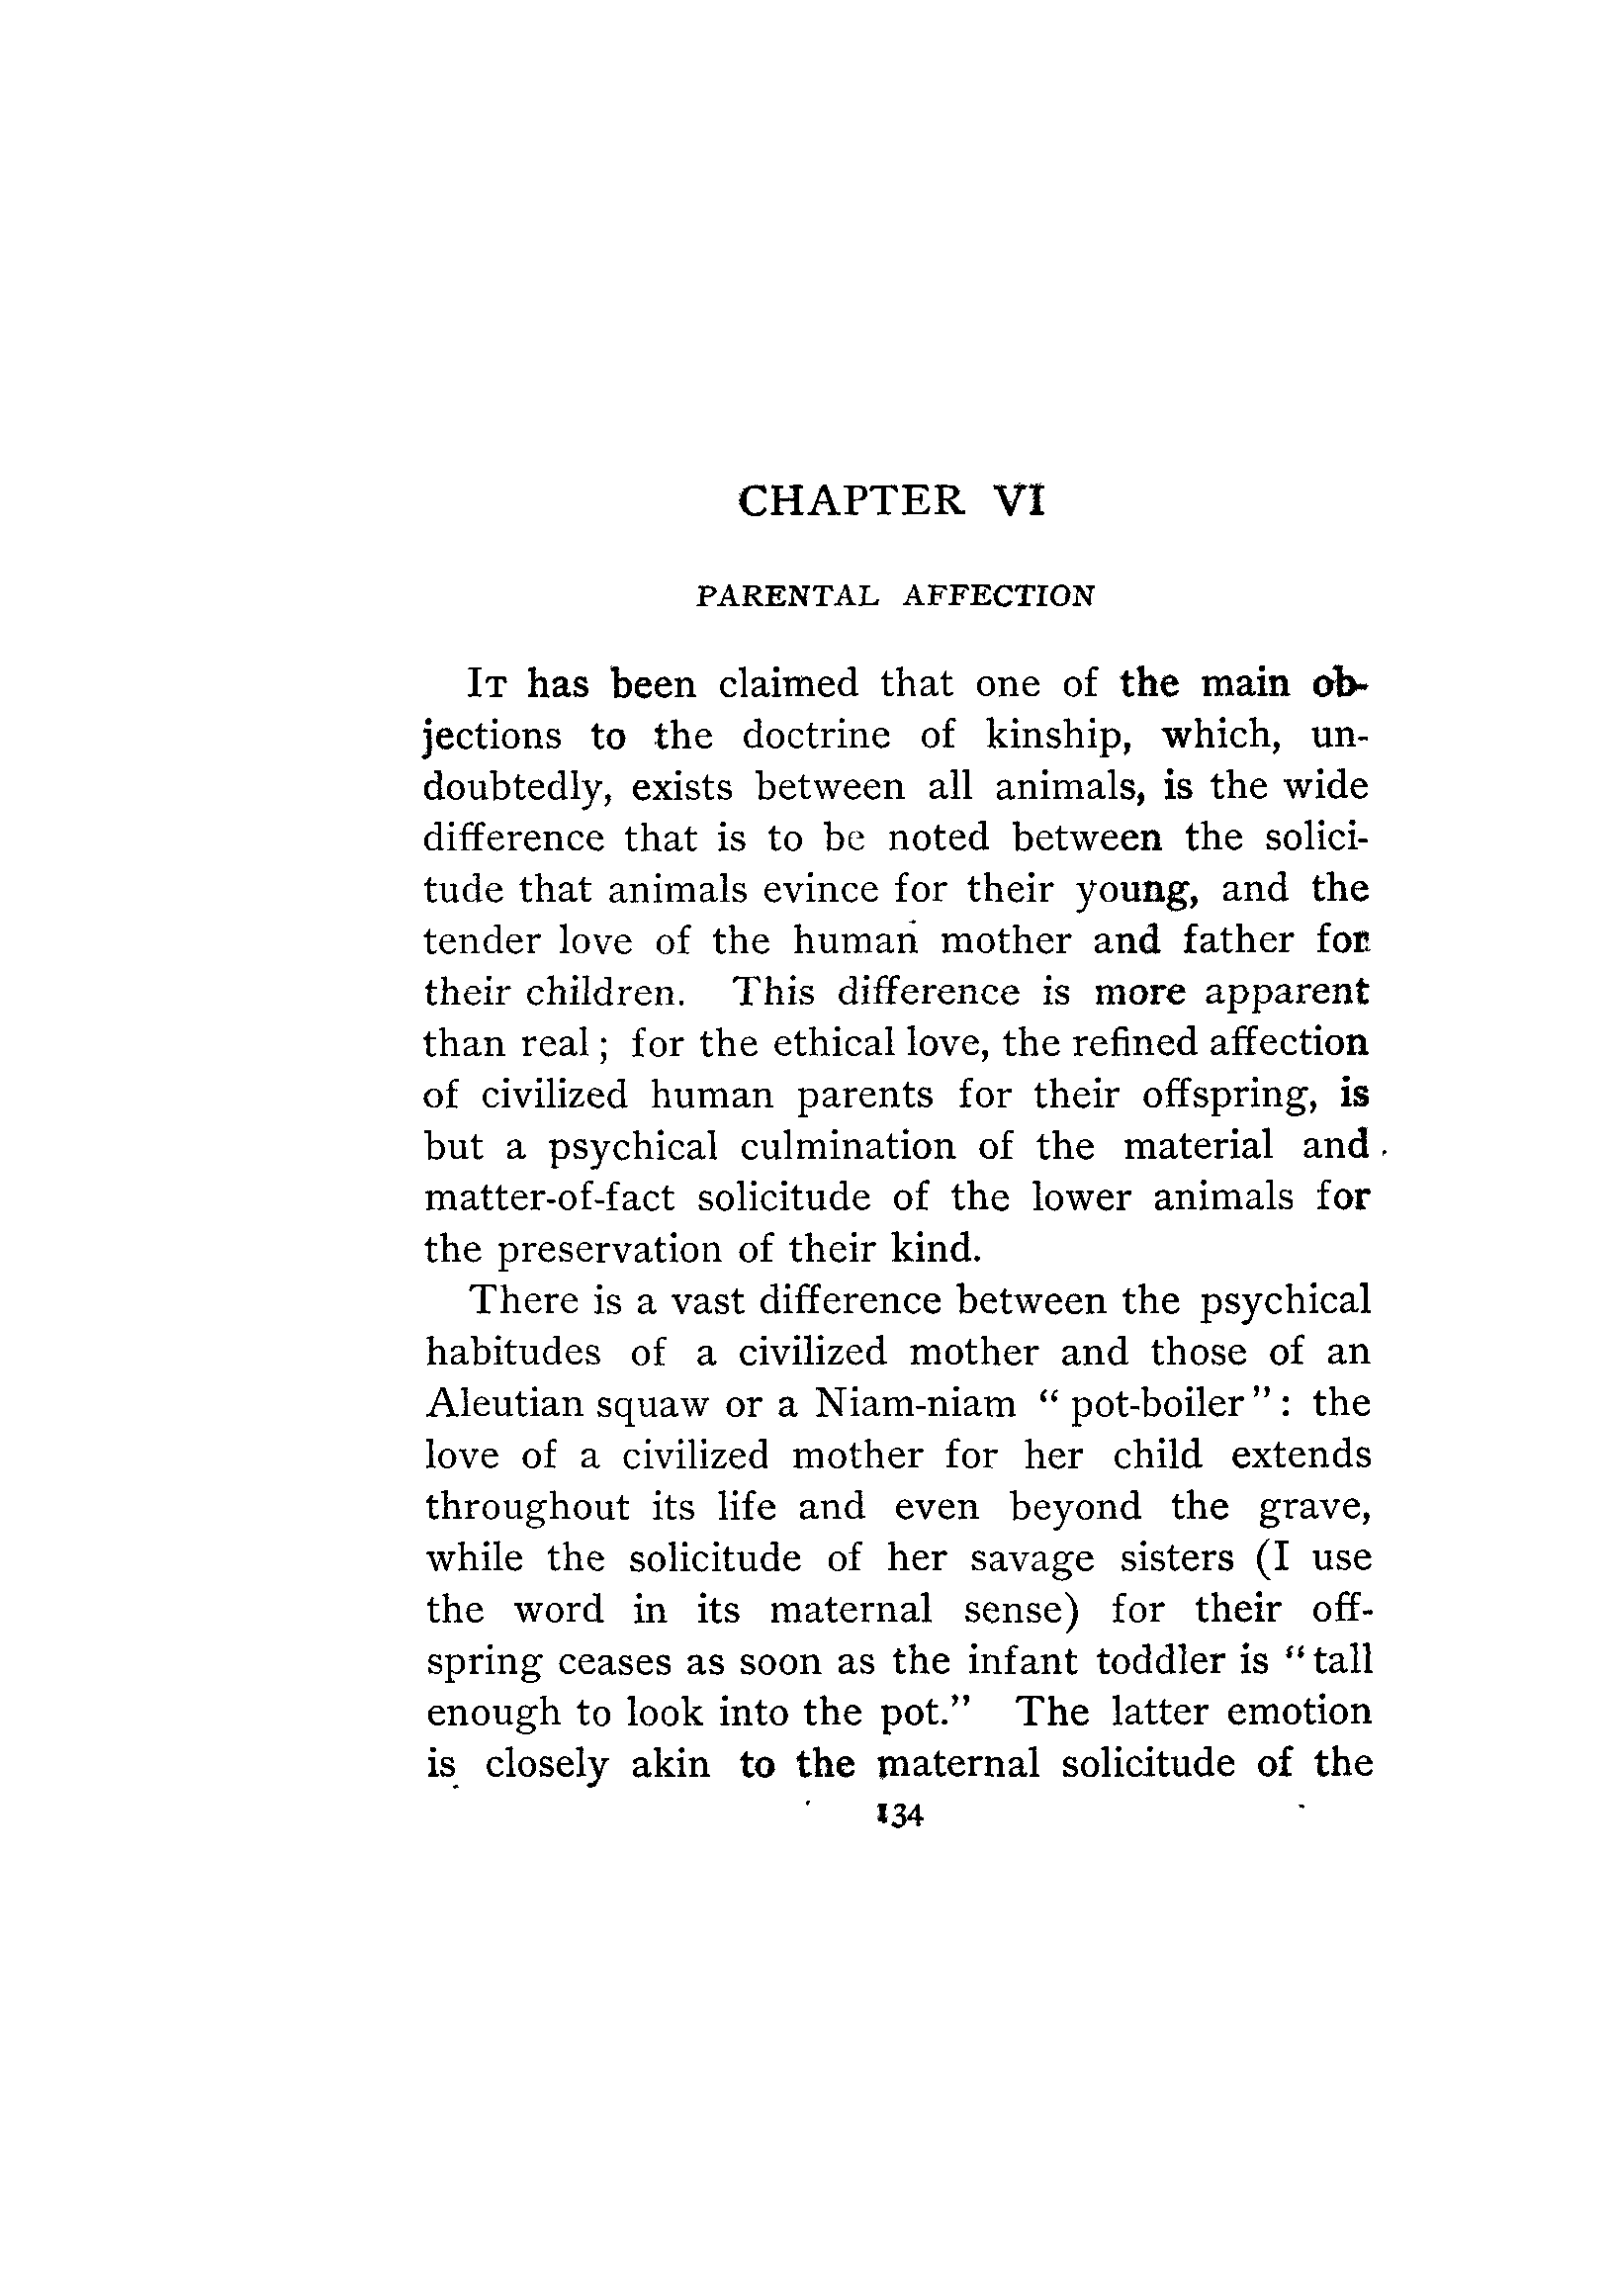 CHAPTER VI
PARENTAL AFFECTION
IT has been claimed that one of the main ob-
jections to the doctrine of kinship, which, un-
doubtedly, exists between all animals, is the wide
difference that is to be noted between the solici-
tude that animals evince for their young, and the
tender love of the human mother and father for
their children. This difference is more apparent
than real; for the ethical love, the refined affection
of civilized human parents for their offspring, is
but a psychical culmination of the material and
matter-of-fact solicitude of the lower animals for
the preservation of their kind.
There is a vast difference between the psychical
habitudes of a civilized mother and those of an
Aleutian squaw or a Niam-niam "pot-boiler": the
love of a civilized mother for her child extends
throughout its life and even beyond the grave,
while the solicitude of her savage sisters (I use
the word in its maternal sense) for their off-
spring ceases as soon as the infant toddler is "tall
enough to look into the pot." The latter emotion
is closely akin to the maternal solicitude of the
134